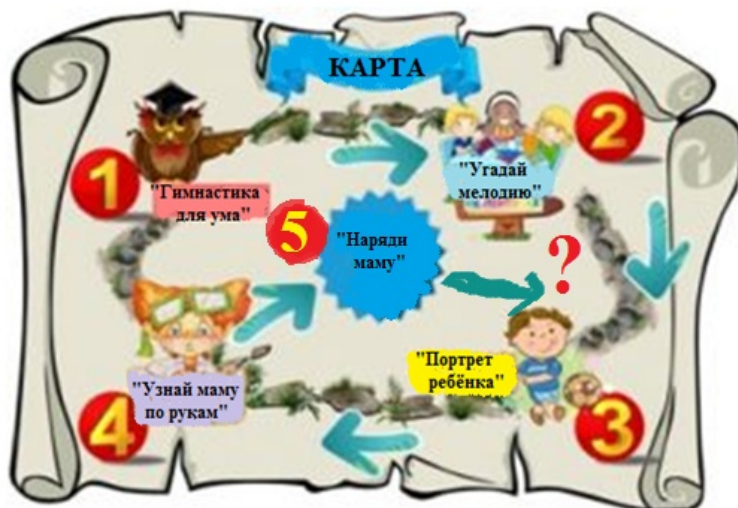 КАРТА
1
"Гимнастика
для ума"
2
"Угадай
мелодию"
5
"Наряди
маму"
?
"Портрет
ребёнка"
3
"Узнай маму
по рукам"
4